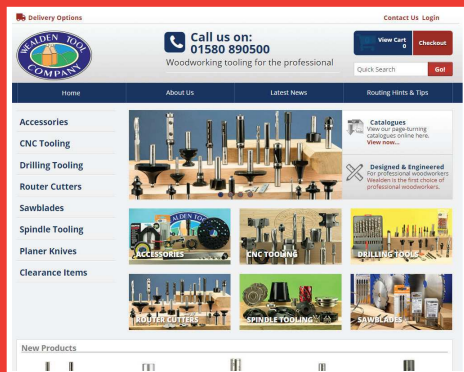 Delivery Options
Contact Us Login
WEALDEN TOOL
COMPANY
Call us on:
01580 890500
Woodworking tooling for the professional
View Cart
0
Checkout
Quick Search
Go!
Home
About Us
Latest News
Routing Hints & Tips
Accessories
CNC Tooling
Drilling Tooling
Router Cutters
Sawblades
Spindle Tooling
Planer Knives
Clearance Items
Catalogues
View our page-turning
catalogues online here.
View now...
Designed & Engineered
For professional woodworkers
Wealden is the first choice of
professional woodworkers.
ALDEN TOO
ACCESSORIES
CNC TOOLING
DRILLING TOOLS
ROUTER CUTTERS
SPINDLE TOOLING
SAWBLADES
New Products